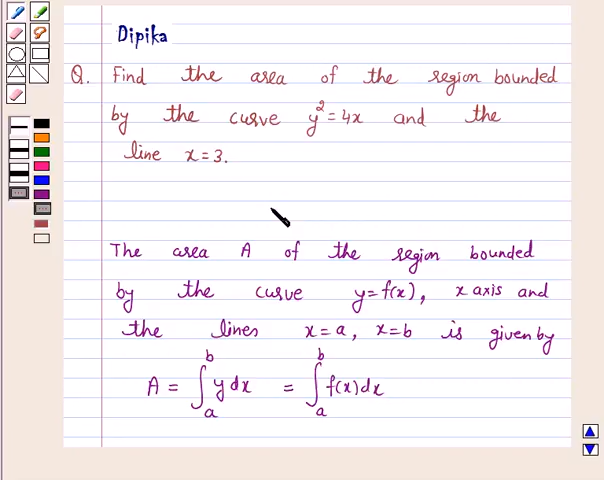 Dipika
Q. Find the area of the region bounded
by the curve y² = 4x and the
line x = 3.
The area A of the region bounded
by the curve y = f(x), x axis and
the lines x = a, x = b is given by
A = ∫ₐᵇ y dx = ∫ₐᵇ f(x) dx